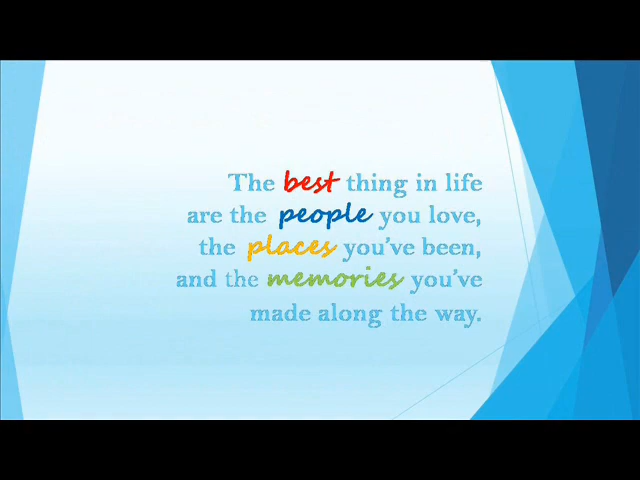 The best thing in life
are the people you love,
the places you've been,
and the memories you've
made along the way.